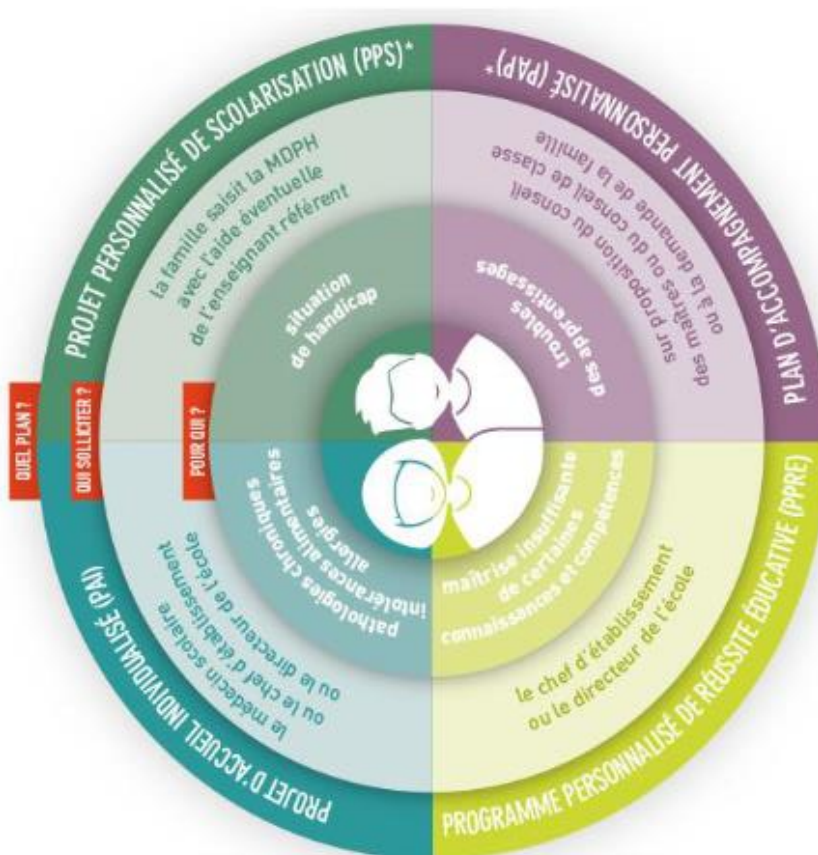 QUEL PLAN ?
QUI SOLLICITER ?
POUR QUI ?
PROJET D'ACCUEIL INDIVIDUALISÉ (PAI)
le médecin scolaire
ou le chef d'établissement
ou le directeur de l'école
pathologies chroniques
intolérances alimentaires
allergies
PROJET PERSONNALISÉ DE SCOLARISATION (PPS)*
la famille saisit la MDPH
avec l'aide éventuelle
de l'enseignant référent
situation
de handicap
PLAN D'ACCOMPAGNEMENT PERSONNALISÉ (PAP)*
sur proposition du conseil
des maîtres ou du conseil de classe
ou à la demande de la famille
troubles
des apprentissages
PROGRAMME PERSONNALISÉ DE RÉUSSITE ÉDUCATIVE (PPRE)
le chef d'établissement
ou le directeur de l'école
maîtrise insuffisante
de certaines
connaissances et compétences